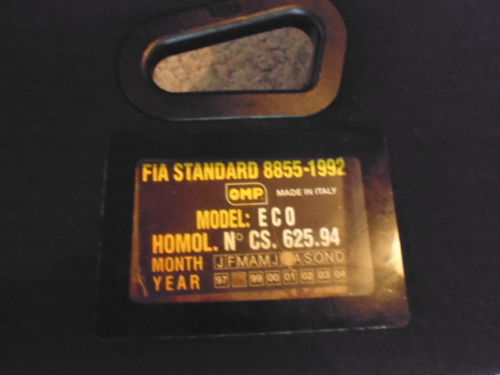 FIA STANDARD 8855-1992
OMP MADE IN ITALY
MODEL: ECO
HOMOL. N° CS. 625.94
MONTH J F M A M J A S O N D
YEAR 97 99 00 01 02 03 04